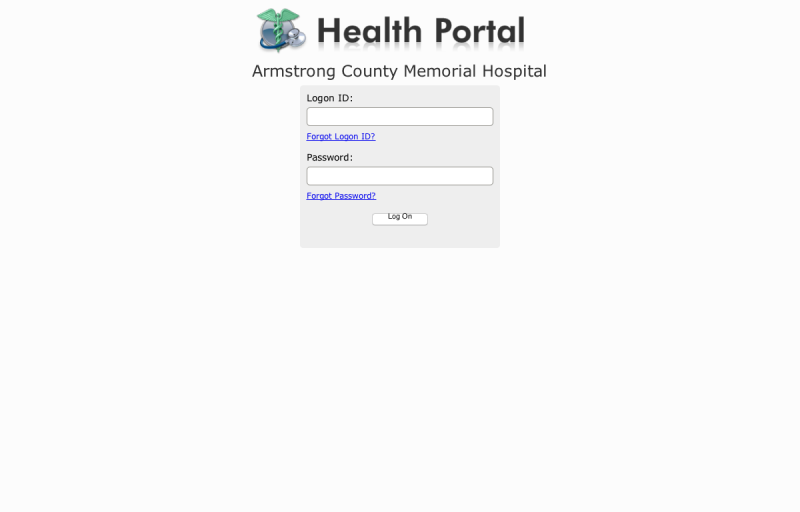 Health Portal
Armstrong County Memorial Hospital
Logon ID:
Forgot Logon ID?
Password:
Forgot Password?
Log On